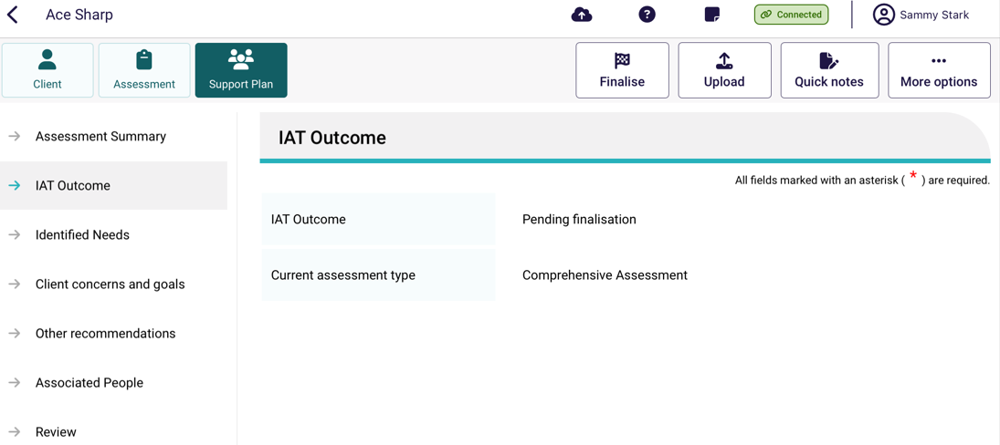 Ace Sharp
Connected
Sammy Stark
Client
Assessment
Support Plan
Finalise
Upload
Quick notes
More options
Assessment Summary
IAT Outcome
Identified Needs
Client concerns and goals
Other recommendations
Associated People
Review
IAT Outcome
All fields marked with an asterisk ( * ) are required.
IAT Outcome
Pending finalisation
Current assessment type
Comprehensive Assessment